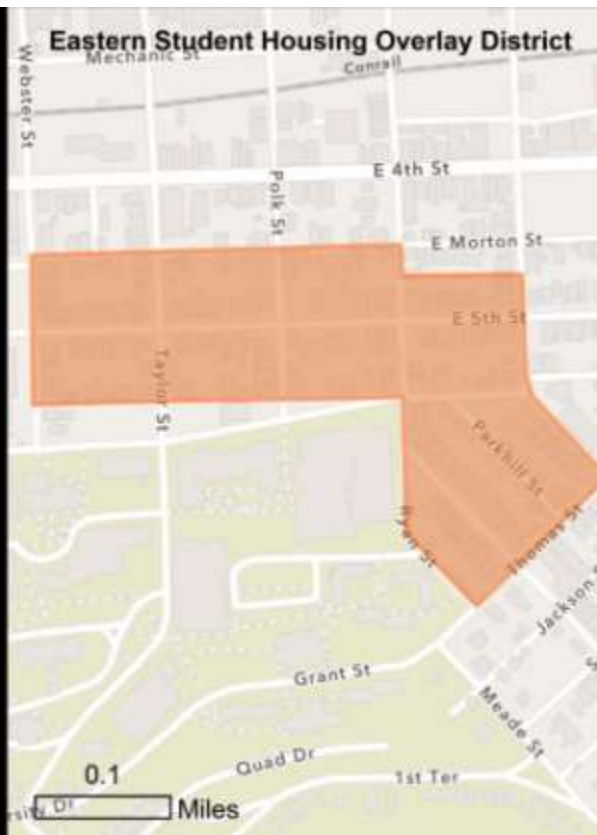 Eastern Student Housing Overlay District
Mechanic St
Conrail
Webster St
E 4th St
Polk St
E Morton St
E 5th St
Taylor St
Parkhill St
Ryan St
Thomas St
Jackson S
Grant St
Meade St
Quad Dr
1st Ter
0.1
rsity Dr
Miles